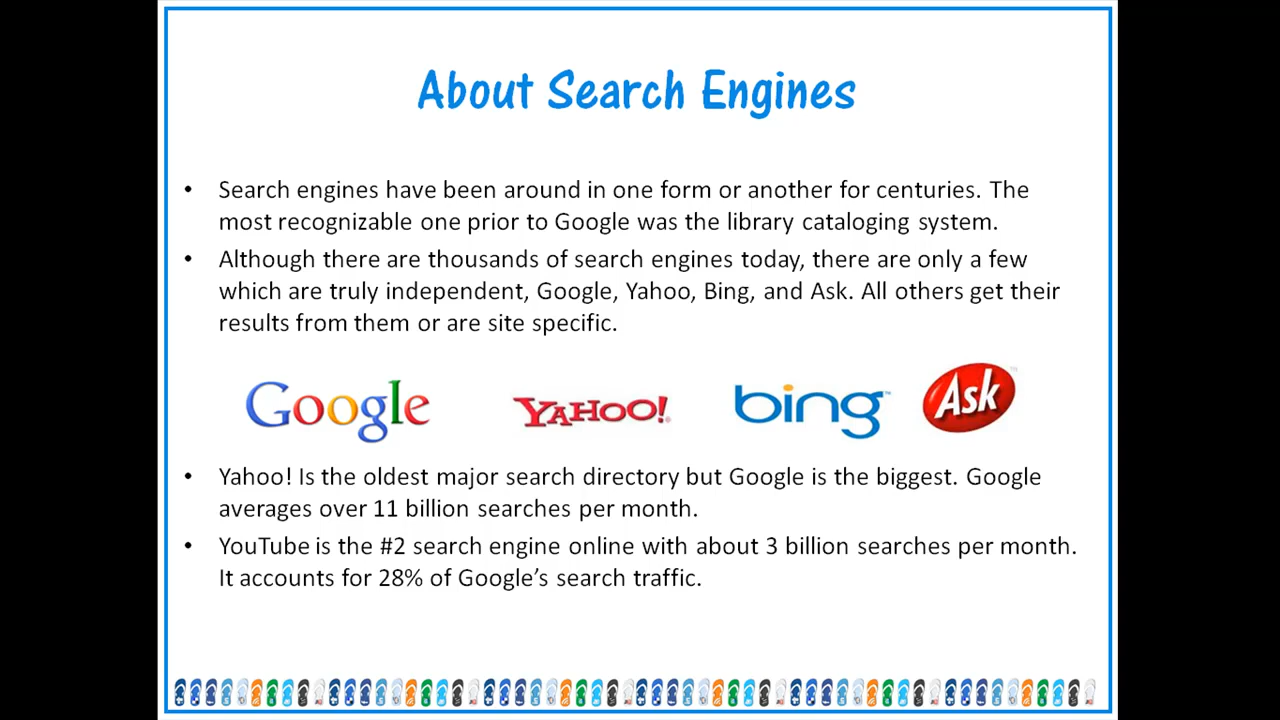 About Search Engines
• Search engines have been around in one form or another for centuries. The
most recognizable one prior to Google was the library cataloging system.
• Although there are thousands of search engines today, there are only a few
which are truly independent, Google, Yahoo, Bing, and Ask. All others get their
results from them or are site specific.
Google YAHOO! bing™ Ask™
• Yahoo! Is the oldest major search directory but Google is the biggest. Google
averages over 11 billion searches per month.
• YouTube is the #2 search engine online with about 3 billion searches per month.
It accounts for 28% of Google's search traffic.